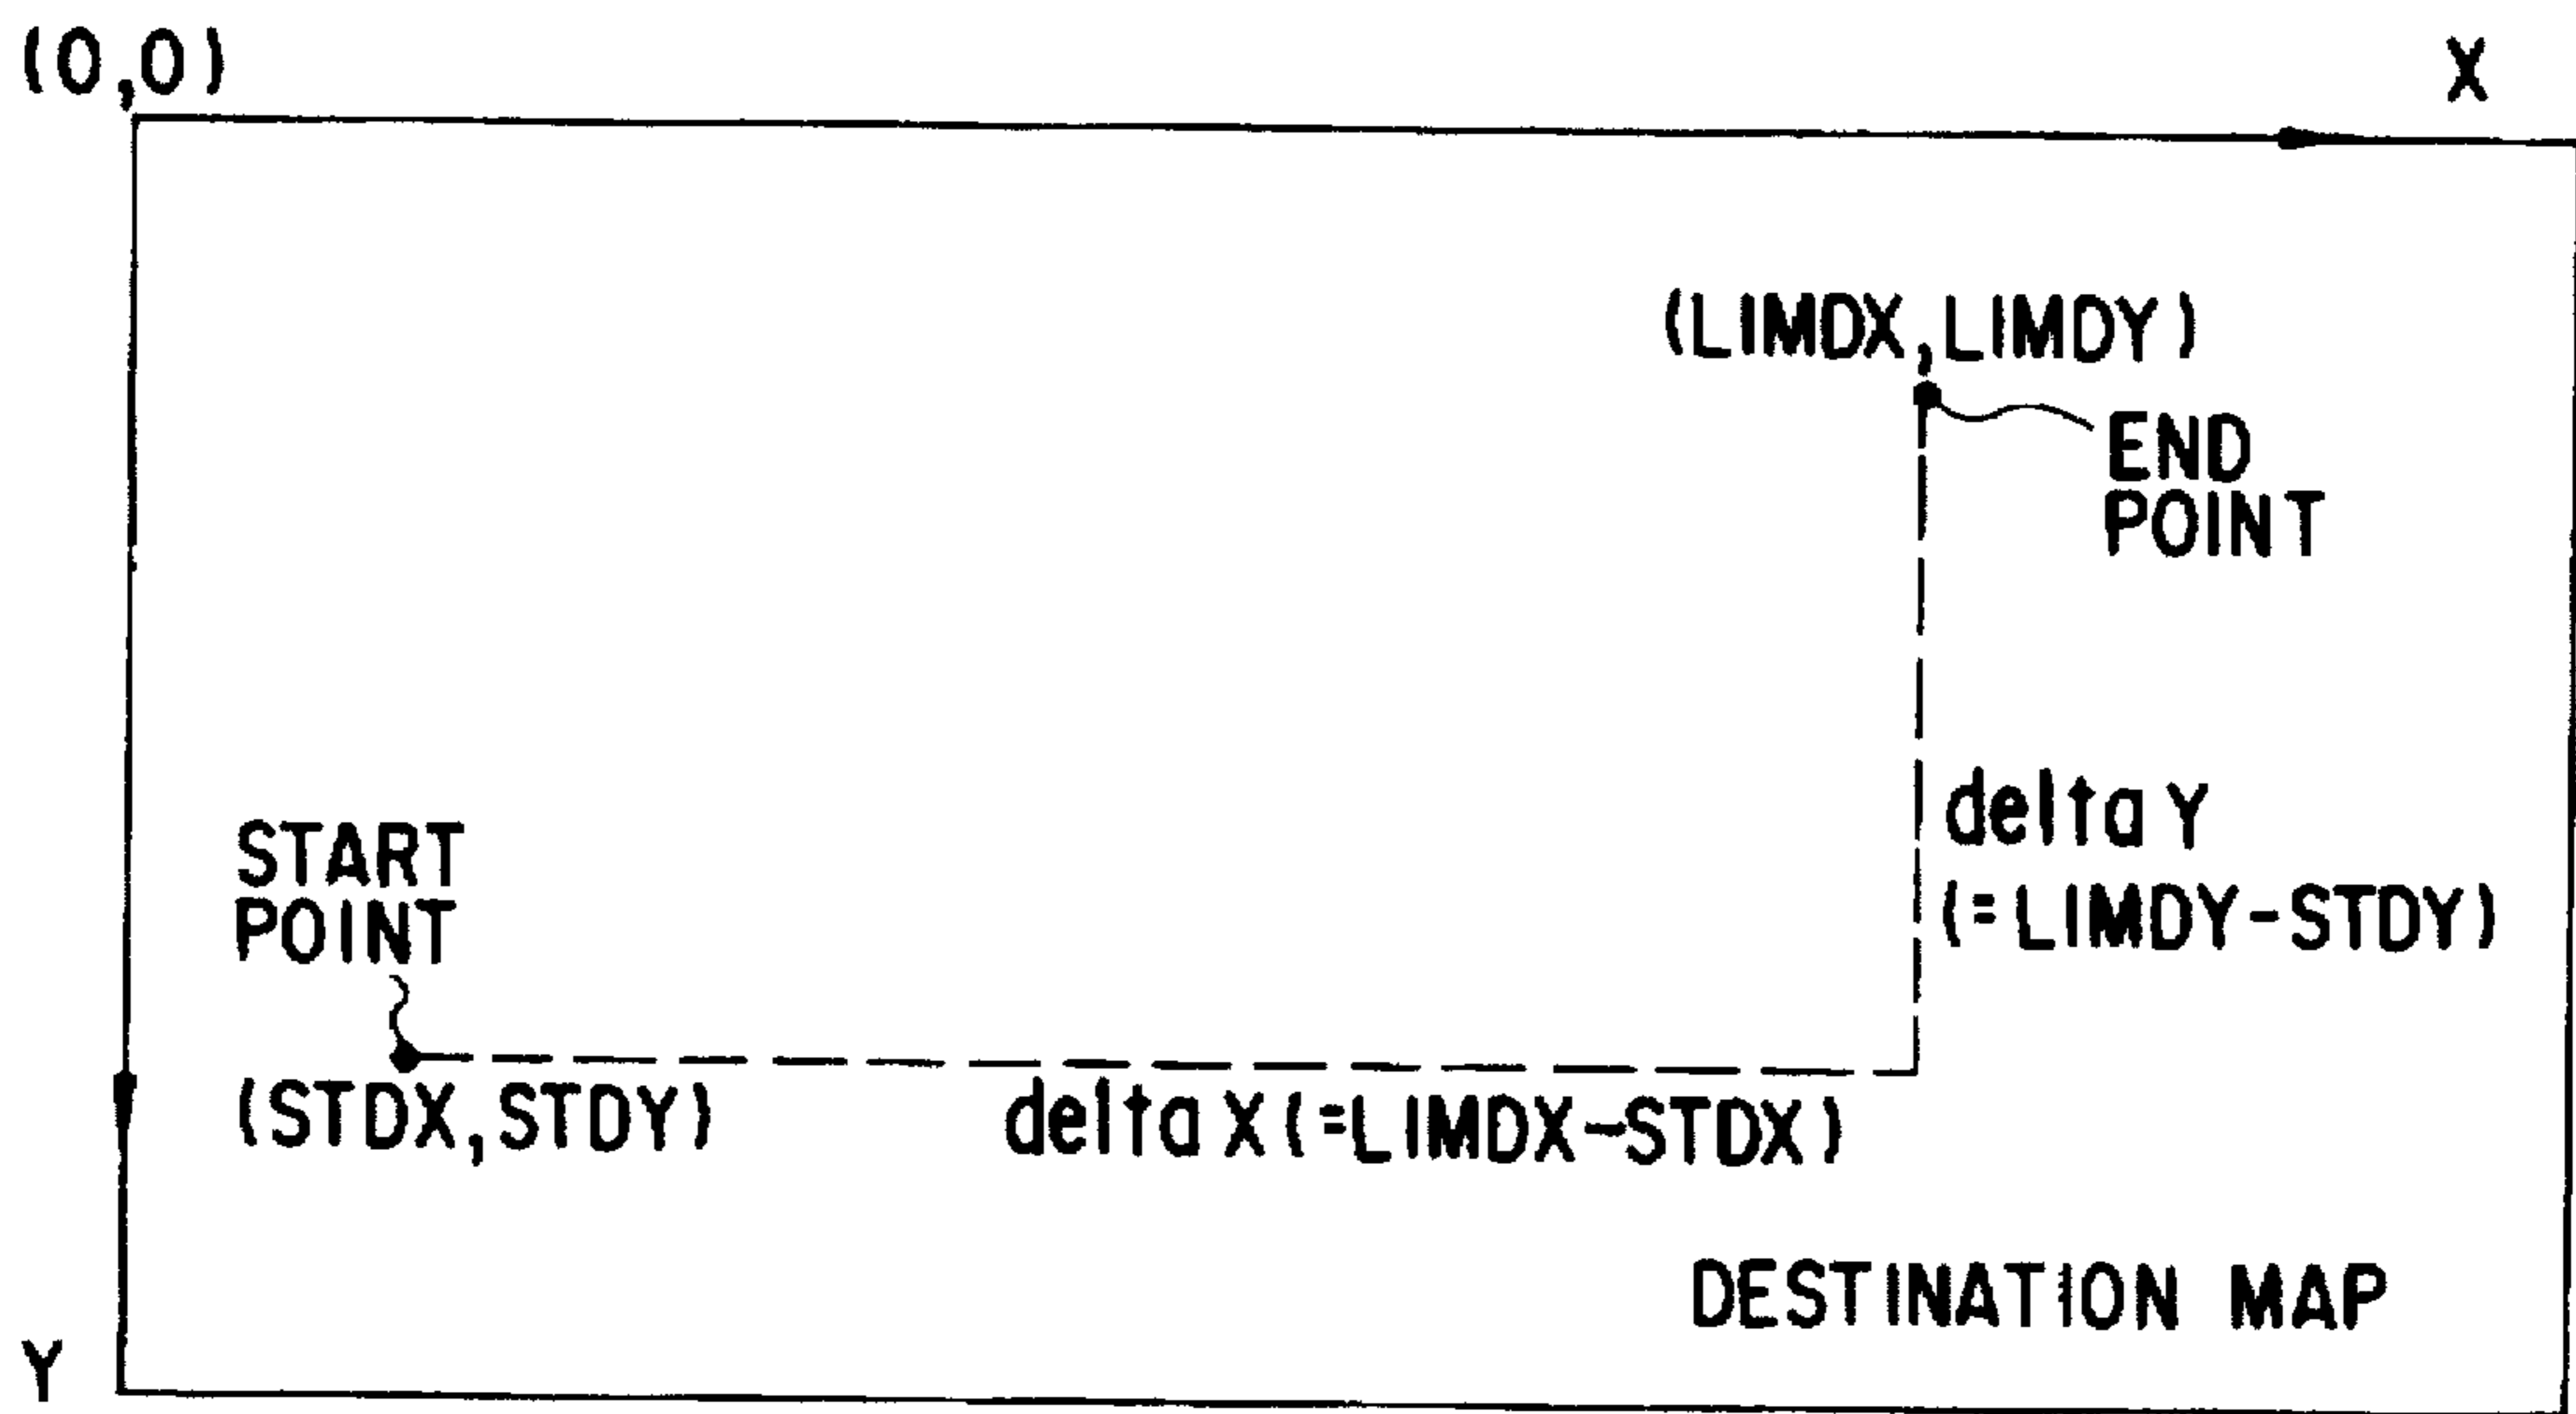 (0,0)
X
(LIMDX,LIMDY)
END
POINT
delta Y
(=LIMDY-STDY)
START
POINT
(STDX,STDY)
delta X(=LIMDX-STDX)
DESTINATION MAP
Y